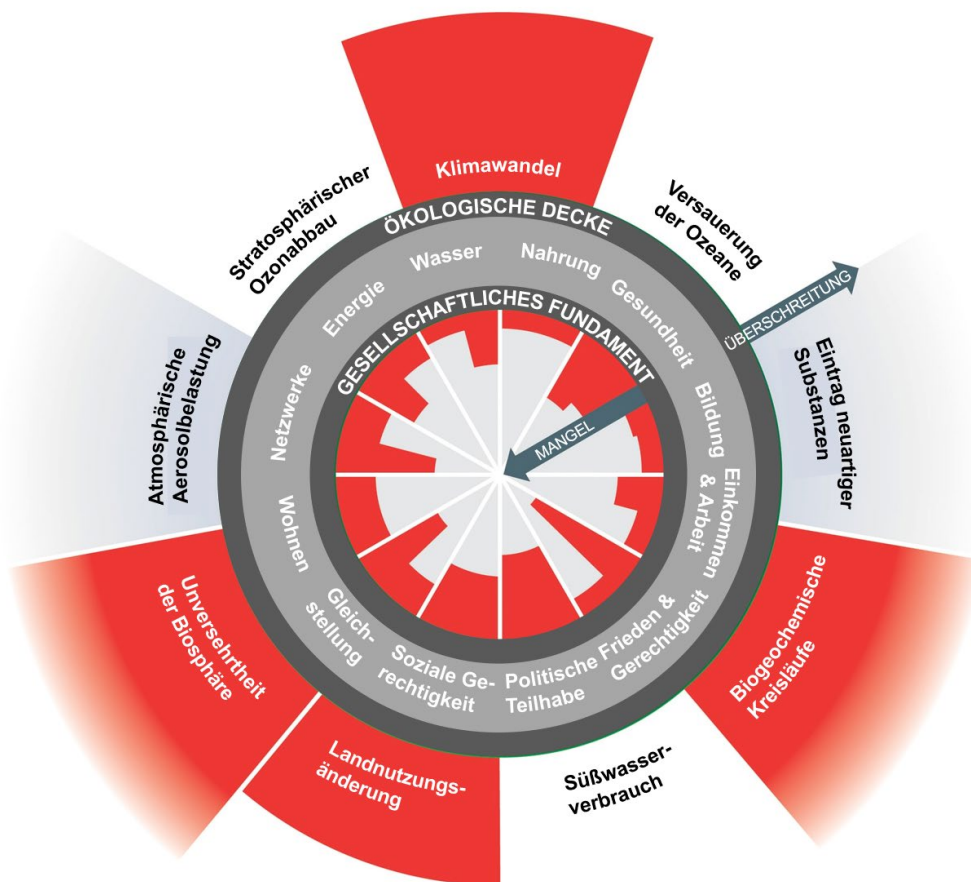 Klimawandel
Stratosphärischer
Ozonabbau
Versauerung
der Ozeane
ÖKOLOGISCHE DECKE
Wasser
Nahrung
Energie
Gesundheit
GESELLSCHAFTLICHES FUNDAMENT
ÜBERSCHREITUNG
MANGEL
Netzwerke
Bildung
Atmosphärische
Aerosolbelastung
Eintrag neuartiger
Substanzen
Wohnen
Einkommen
& Arbeit
Gleich-
stellung
Soziale Ge-
rechtigkeit
Politische
Teilhabe
Frieden &
Gerechtigkeit
Unversehrtheit
der Biosphäre
Biogeochemische
Kreisläufe
Landnutzungs-
änderung
Süßwasser-
verbrauch